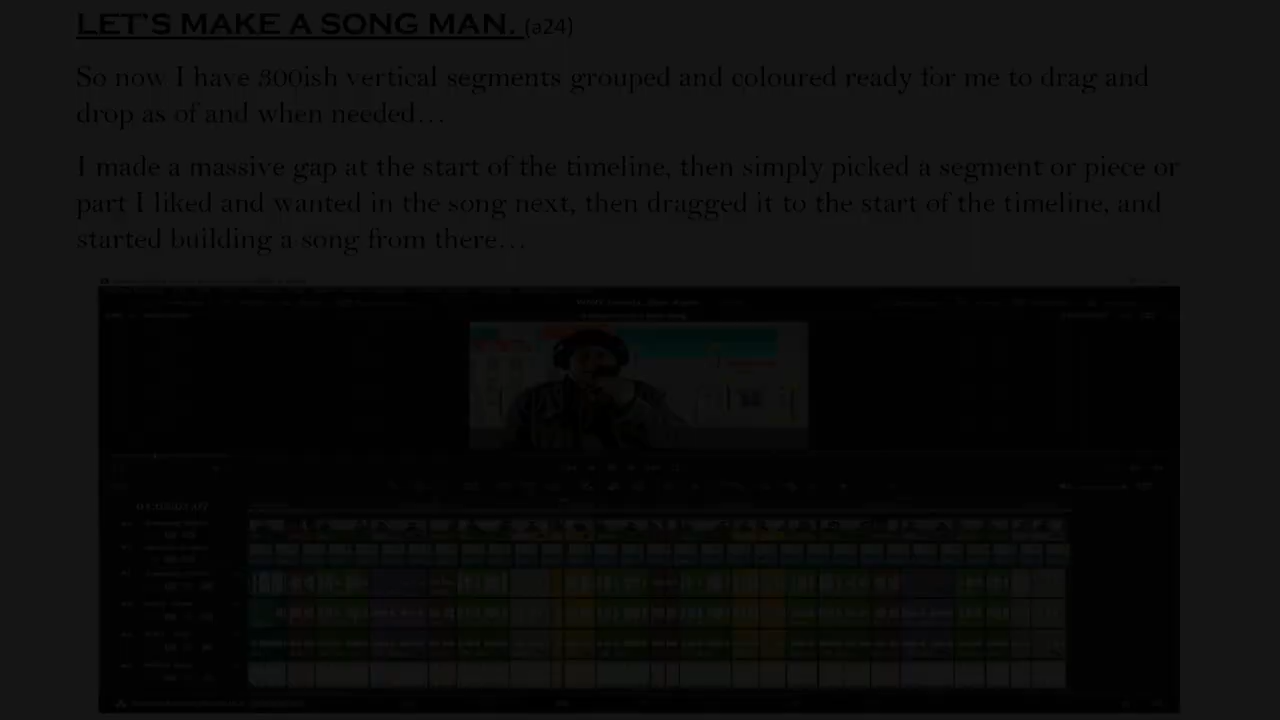 LET'S MAKE A SONG MAN. (a24)
So now I have 300ish vertical segments grouped and coloured ready for me to drag and
drop as of and when needed...
I made a massive gap at the start of the timeline, then simply picked a segment or piece or
part I liked and wanted in the song next, then dragged it to the start of the timeline, and
started building a song from there...